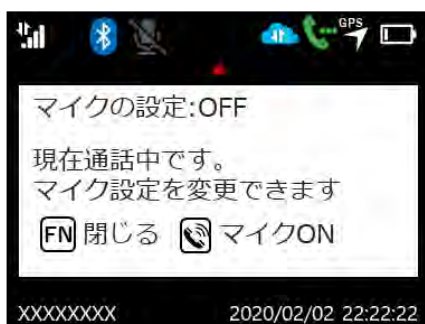 GPS
マイクの設定:OFF
現在通話中です。
マイク設定を変更できます
FN 閉じる マイクON
XXXXXXXX 2020/02/02 22:22:22